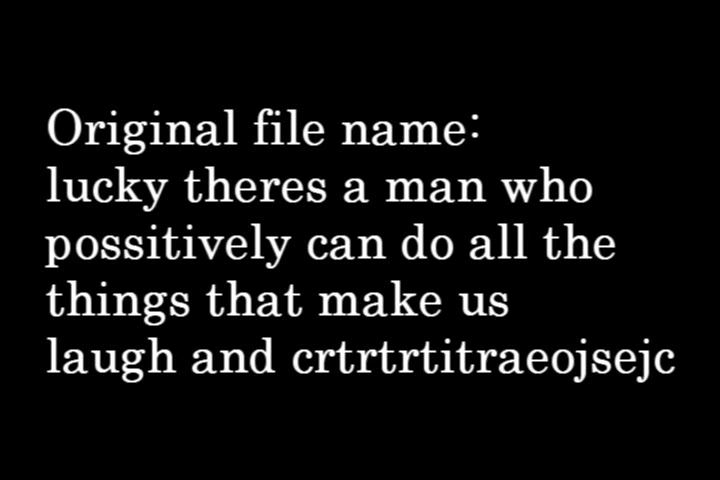 Original file name:
lucky theres a man who
possitively can do all the
things that make us
laugh and crtrtrtitraeojsejc